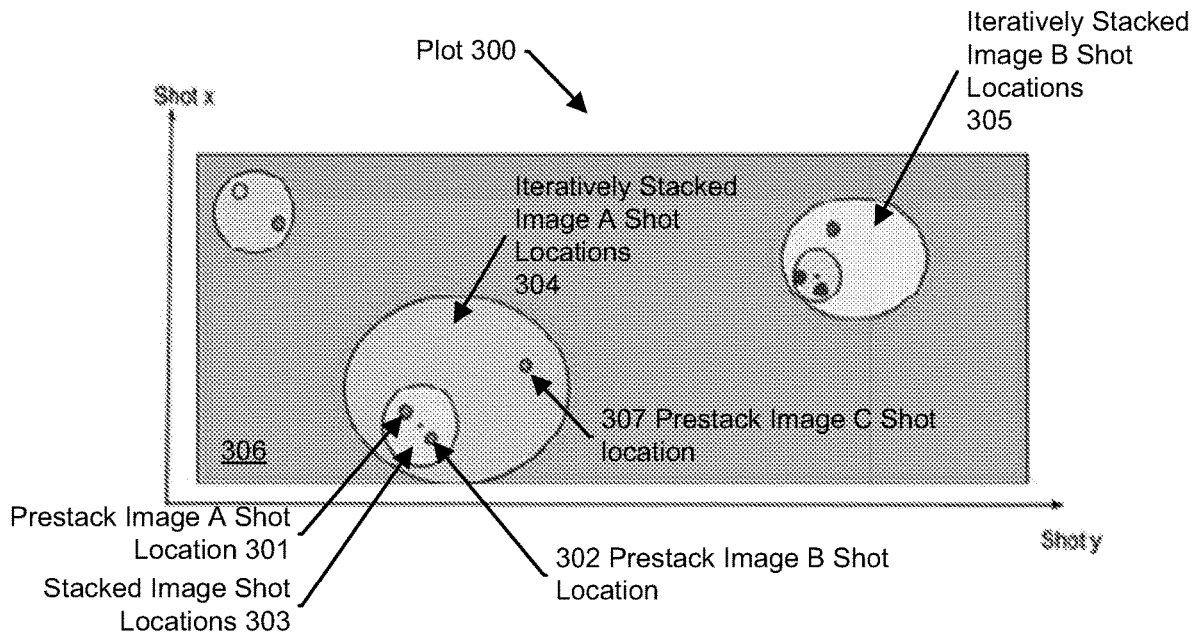 Plot 300
Iteratively Stacked
Image B Shot
Locations
305
Shot x
Iteratively Stacked
Image A Shot
Locations
304
307 Prestack Image C Shot
location
306
Prestack Image A Shot
Location 301
Stacked Image Shot
Locations 303
302 Prestack Image B Shot
Location
Shot y